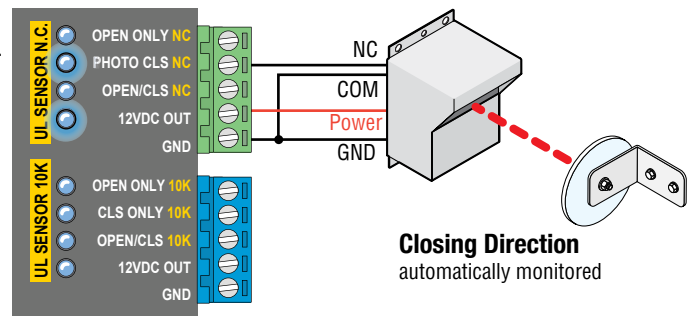 UL SENSOR N.C.
OPEN ONLY NC
PHOTO CLS NC
OPEN/CLS NC
12VDC OUT
GND
NC
COM
Power
GND
UL SENSOR 10K
OPEN ONLY 10K
CLS ONLY 10K
OPEN/CLS 10K
12VDC OUT
GND
Closing Direction
automatically monitored